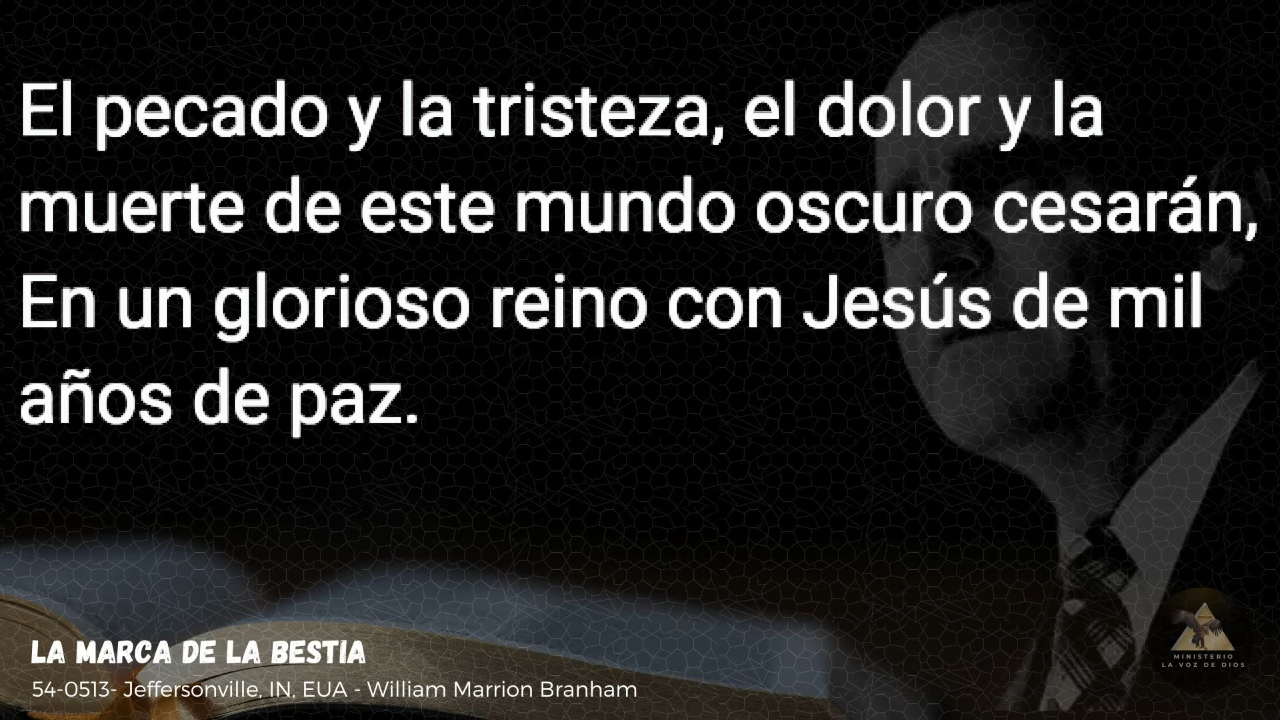 El pecado y la tristeza, el dolor y la
muerte de este mundo oscuro cesarán,
En un glorioso reino con Jesús de mil
años de paz.
LA MARCA DE LA BESTIA
54-0513- Jeffersonville, IN, EUA - William Marrion Branham
MINISTERIO
LA VOZ DE DIOS